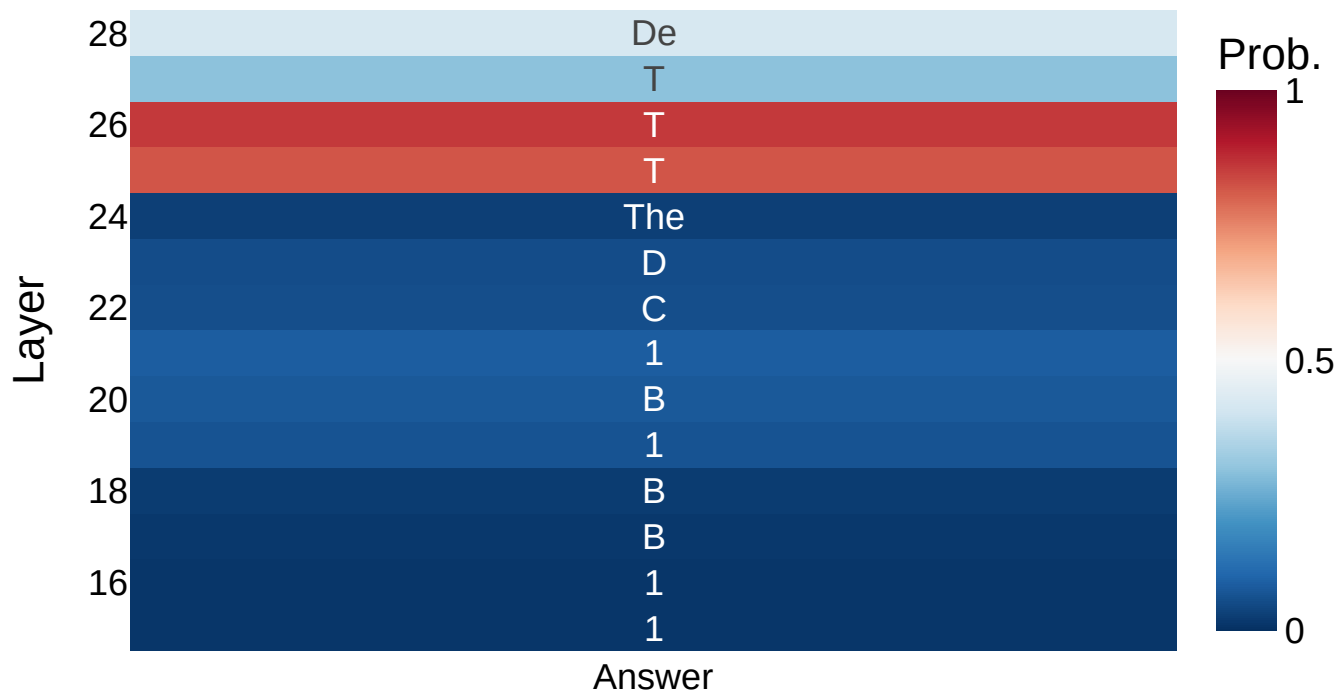 28 De
T
26 T
T
24 The
D
22 C
1
20 B
1
18 B
B
16 1
1
Layer
Answer
Prob.
1
0.5
0